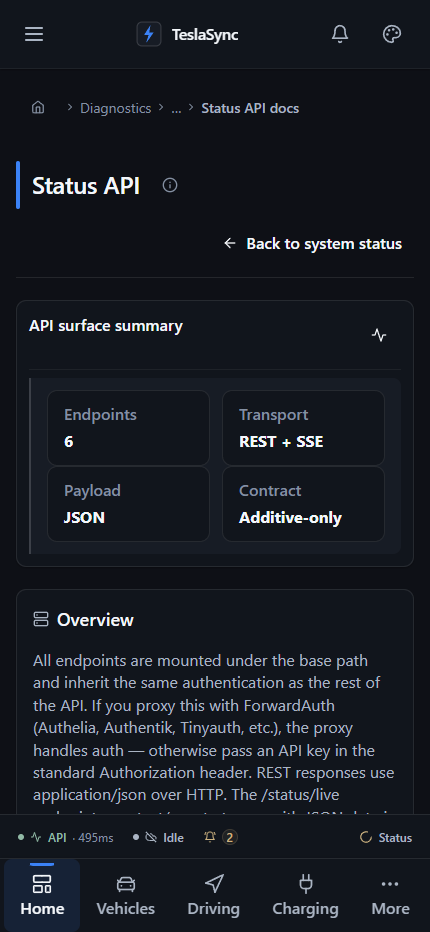 TeslaSync
Diagnostics > ... > Status API docs
Status API
← Back to system status
API surface summary
Endpoints
6
Transport
REST + SSE
Payload
JSON
Contract
Additive-only
Overview
All endpoints are mounted under the base path
and inherit the same authentication as the rest of
the API. If you proxy this with ForwardAuth
(Authelia, Authentik, Tinyauth, etc.), the proxy
handles auth — otherwise pass an API key in the
standard Authorization header. REST responses use
application/json over HTTP. The /status/live
API · 495ms
Idle
2
Status
Home
Vehicles
Driving
Charging
More